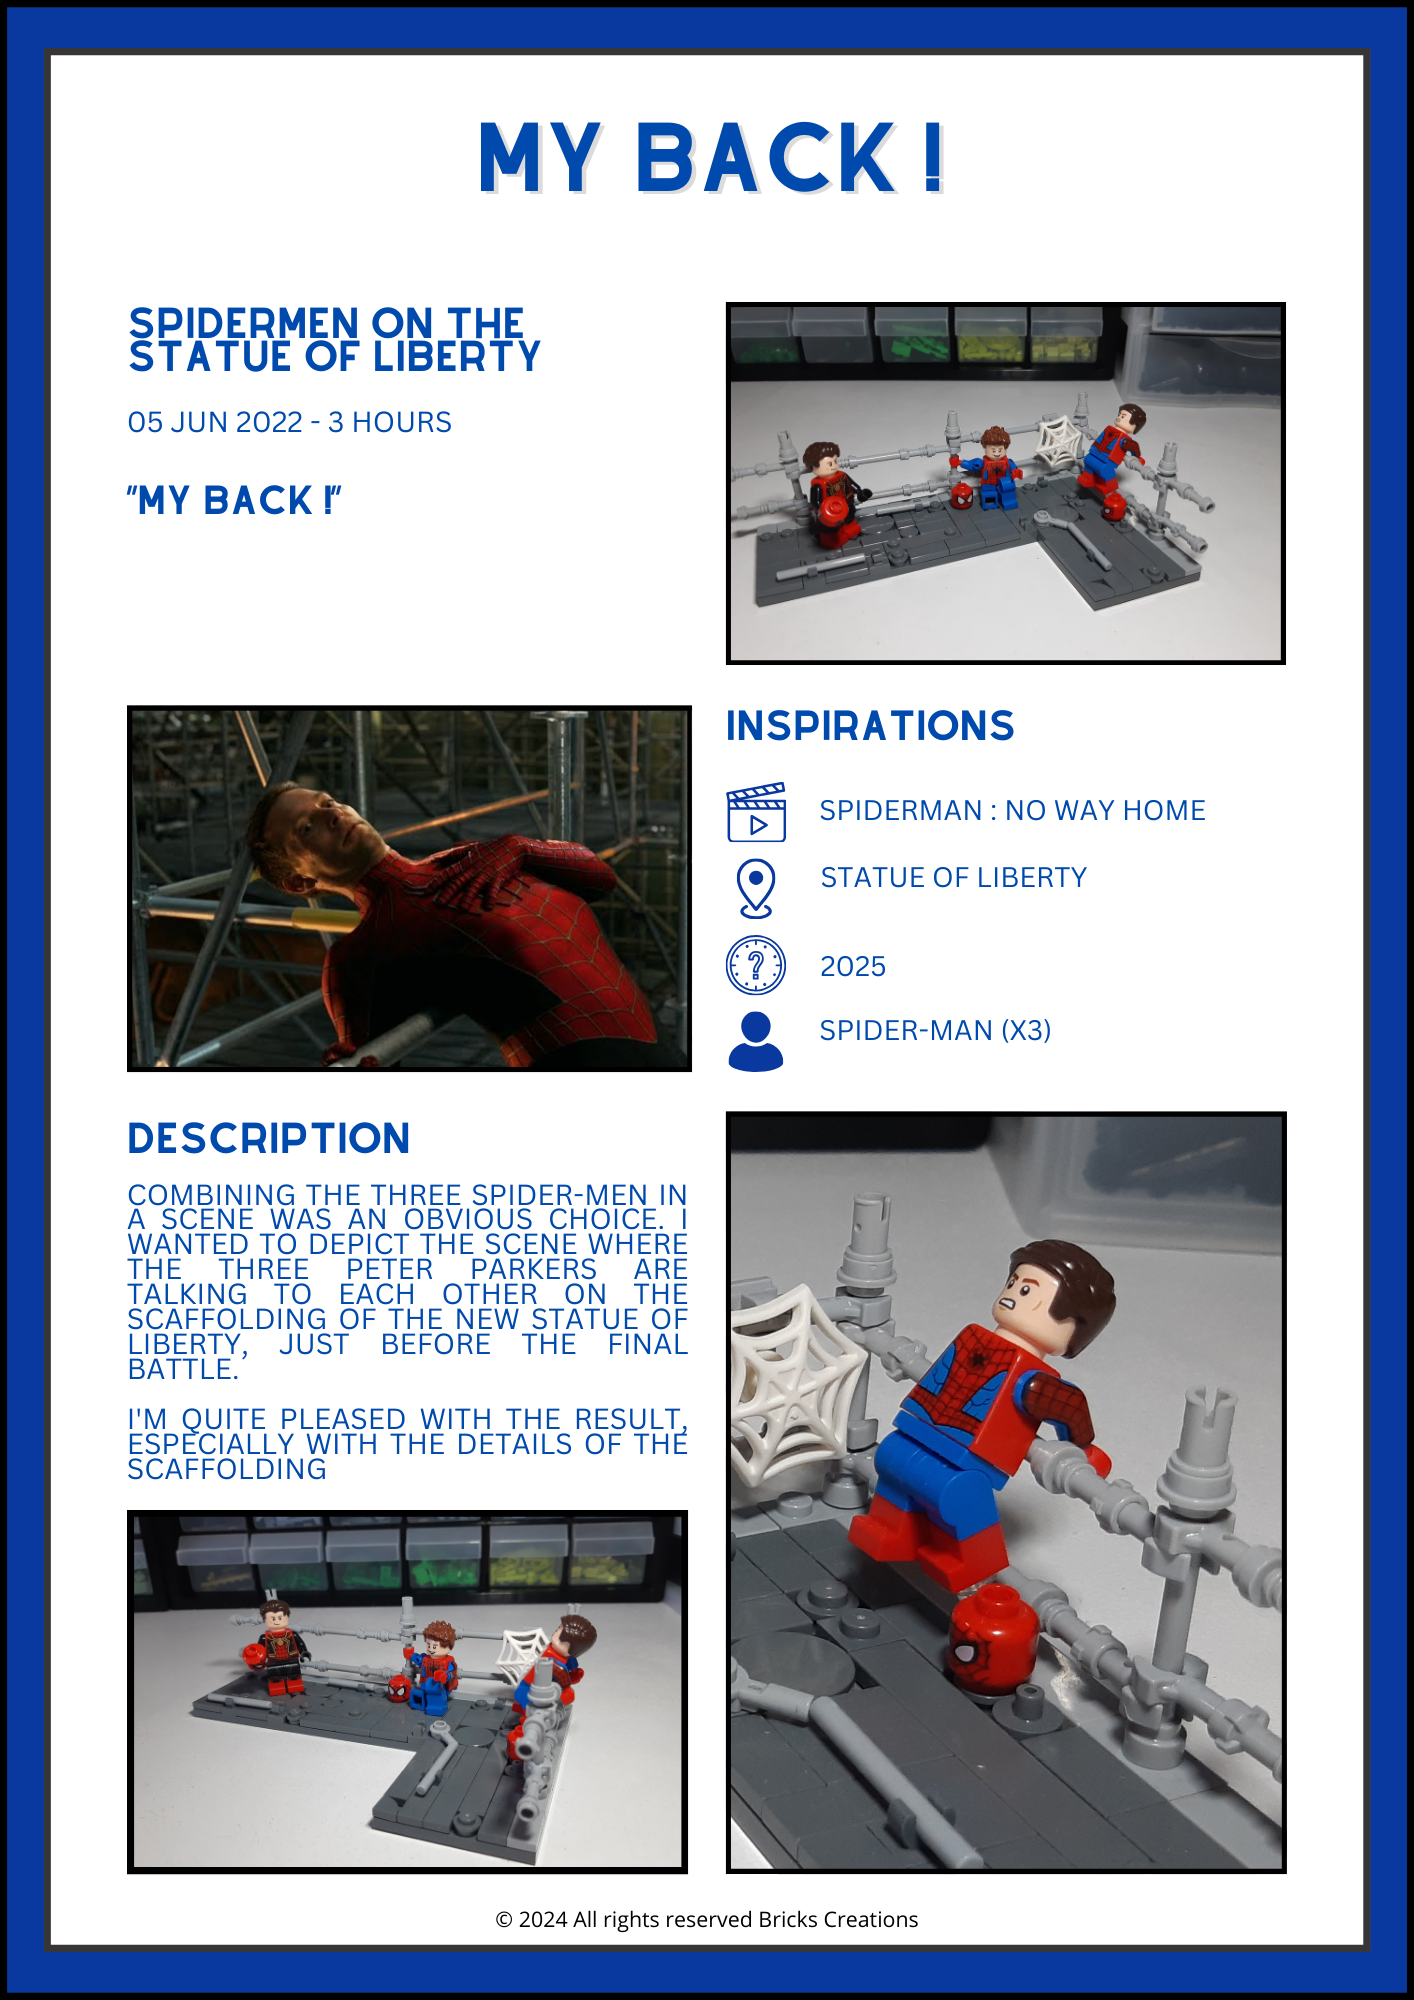 MY BACK !
SPIDERMEN ON THE
STATUE OF LIBERTY
05 JUN 2022 - 3 HOURS
"MY BACK !"
INSPIRATIONS
SPIDERMAN : NO WAY HOME
STATUE OF LIBERTY
?
2025
SPIDER-MAN (X3)
DESCRIPTION
COMBINING THE THREE SPIDER-MEN IN
A SCENE WAS AN OBVIOUS CHOICE. I
WANTED TO DEPICT THE SCENE WHERE
THE THREE PETER PARKERS ARE
TALKING TO EACH OTHER ON THE
SCAFFOLDING OF THE NEW STATUE OF
LIBERTY, JUST BEFORE THE FINAL
BATTLE.
I'M QUITE PLEASED WITH THE RESULT,
ESPECIALLY WITH THE DETAILS OF THE
SCAFFOLDING
© 2024 All rights reserved Bricks Creations